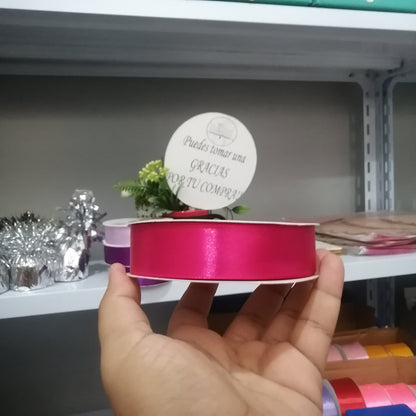 Puedes tomar una
GRACIAS
POR TU COMPRA